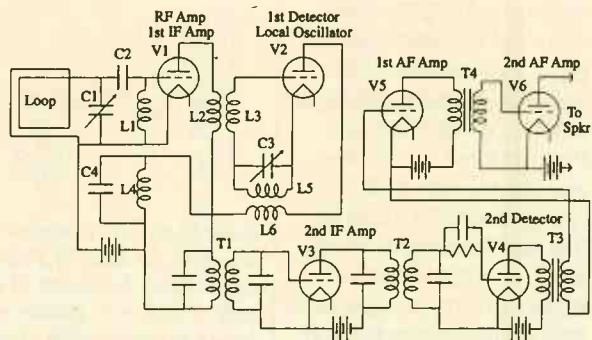 RF Amp
1st IF Amp
V1
1st Detector
Local Oscillator
V2
C2
Loop
C1
L1
L2
L3
C3
L5
L6
C4
L4
1st AF Amp
V5
T4
2nd AF Amp
V6
To
Spkr
T1
2nd IF Amp
V3
T2
2nd Detector
V4
T3